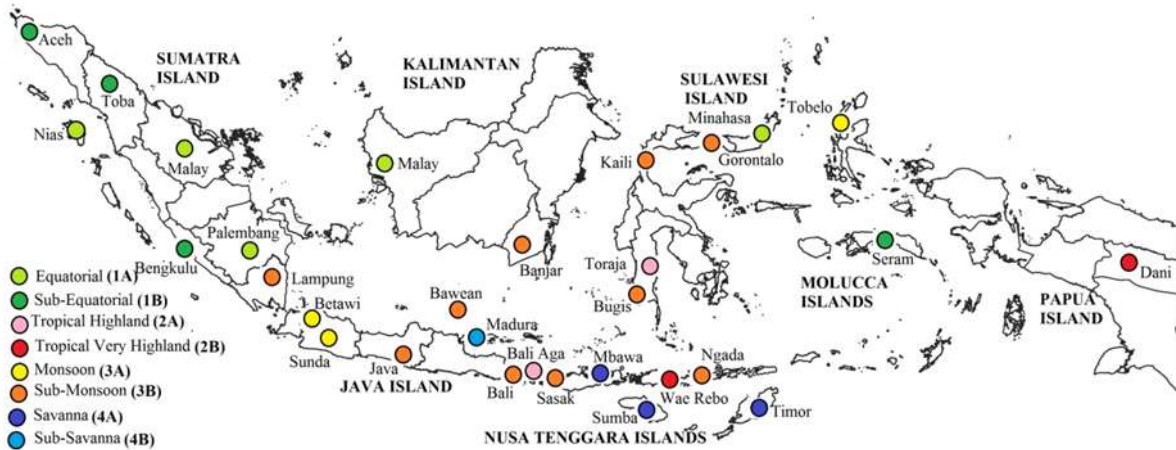 Aceh
SUMATRA
ISLAND
KALIMANTAN
ISLAND
SULAWESI
ISLAND
Toba
Minahasa
Tobelo
Nias
Malay
Malay
Kaili
Gorontalo
Palembang
Bengkulu
Banjar
Toraja
Seram
Dani
MOLUCCA
ISLANDS
PAPUA
ISLAND
Lampung
Betawi
Bawean
Bugis
Madura
Sunda
Java
JAVA ISLAND
Bali Aga
Mbawa
Ngada
Bali
Sasak
Wae Rebo
Sumba
Timor
NUSA TENGGARA ISLANDS
Equatorial (1A)
Sub-Equatorial (1B)
Tropical Highland (2A)
Tropical Very Highland (2B)
Monsoon (3A)
Sub-Monsoon (3B)
Savanna (4A)
Sub-Savanna (4B)